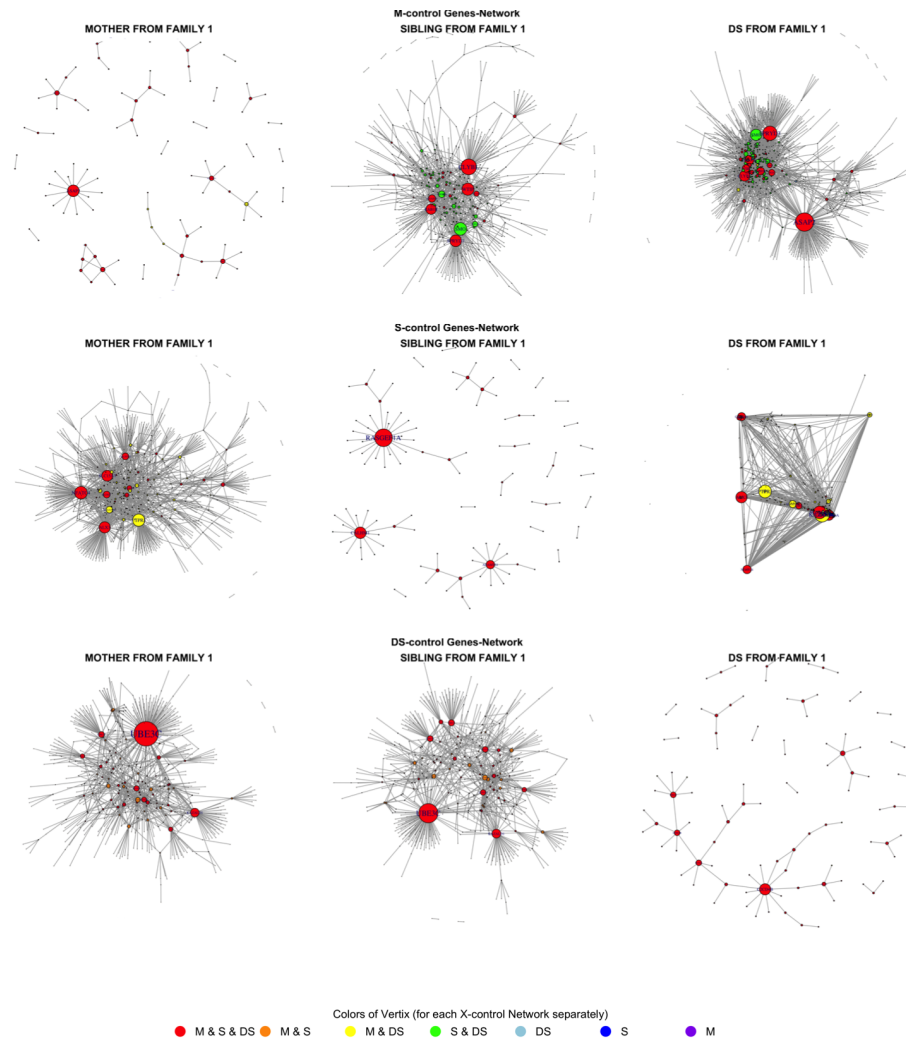 M-control Genes-Network
MOTHER FROM FAMILY 1
SIBLING FROM FAMILY 1
DS FROM FAMILY 1
S-control Genes-Network
MOTHER FROM FAMILY 1
SIBLING FROM FAMILY 1
DS FROM FAMILY 1
DS-control Genes-Network
MOTHER FROM FAMILY 1
SIBLING FROM FAMILY 1
DS FROM FAMILY 1
Colors of Vertix (for each X-control Network separately)
M & S & DS M & S M & DS S & DS DS S M